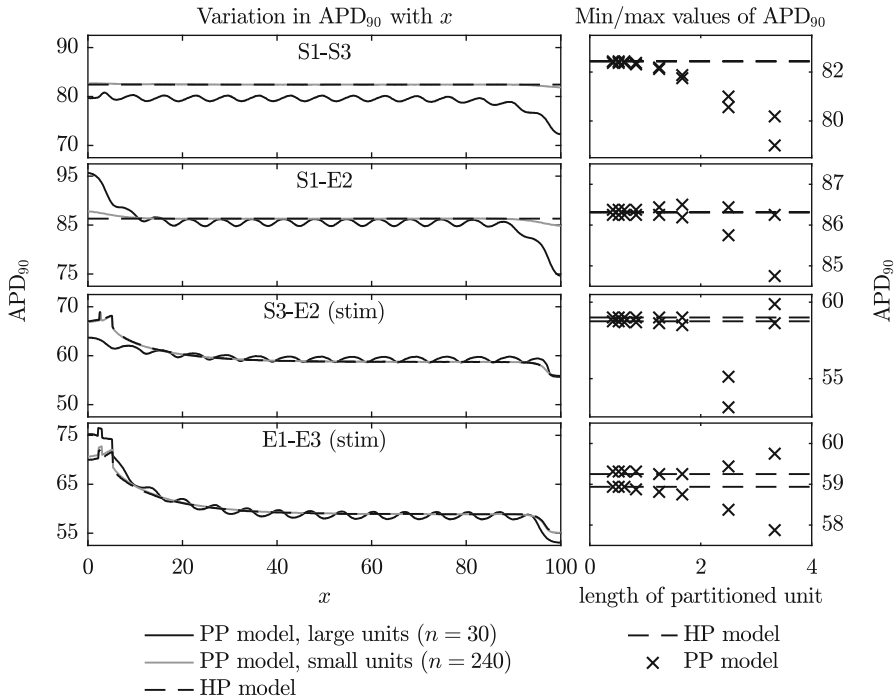 Variation in APD90 with x
Min/max values of APD90
S1-S3
90
80
70
82
80
S1-E2
95
85
75
87
86
85
84
S3-E2 (stim)
70
60
50
60
55
E1-E3 (stim)
75
65
55
60
59
58
APD90
APD90
0 20 40 60 80 100
0 2 4
x
length of partitioned unit
PP model, large units (n = 30)
PP model, small units (n = 240)
HP model
HP model
PP model